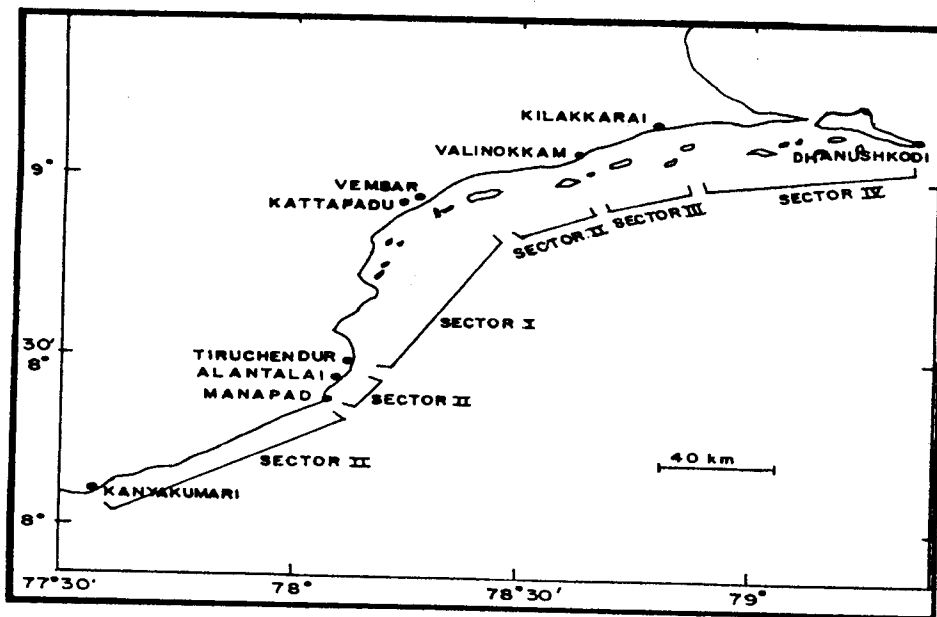 KILAKKARAI
VALINOKKAM
DHANUSHKODI
9°
VEMBAR
KATTAPADU
SECTOR II
SECTOR III
SECTOR IV
SECTOR I
30'
8°
TIRUCHENDUR
ALANTALAI
MANAPAD
SECTOR II
SECTOR II
40 km
KANYAKUMARI
8°
77°30'
78°
78°30'
79°